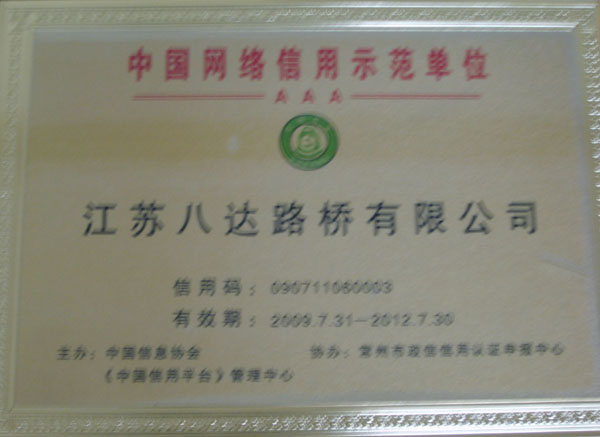 中国网络信用示范单位
AAA
江苏八达路桥有限公司
信用码：090711060003
有效期：2009.7.31－2012.7.30
主办：中国信息协会
《中国信用平台》管理中心
协办：常州市政信信用认证申报中心